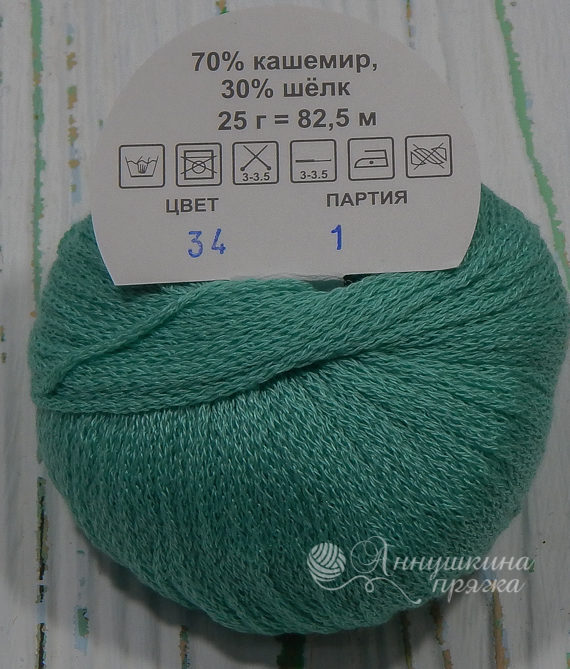 70% кашемир,
30% шёлк
25 г = 82,5 м
3-3.5 3-3.5
ЦВЕТ ПАРТИЯ
34 1
Аннушкина
пряжа